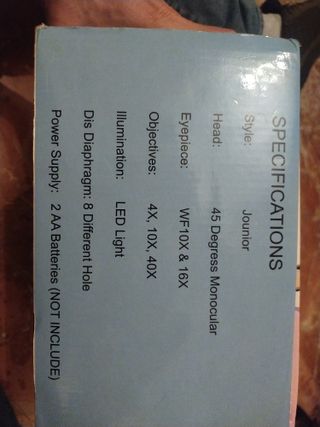 SPECIFICATIONS
Style: Jounior
Head: 45 Degress Monocular
Eyepiece: WF10X & 16X
Objectives: 4X, 10X, 40X
Illumination: LED Light
Dis Diaphragm: 8 Different Hole
Power Supply: 2 AA Batteries (NOT INCLUDE)